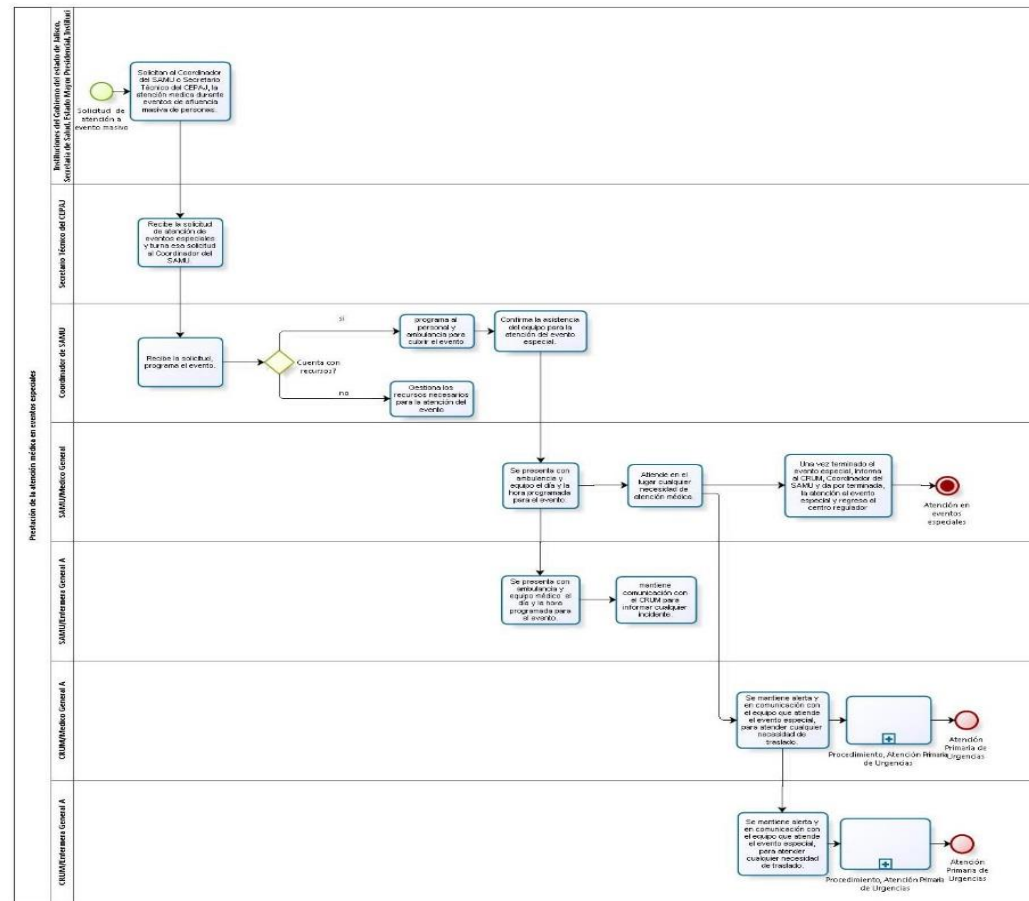 Prestación de la atención médica en eventos especiales
Instituciones del Gobierno del estado de Jalisco,
Secretaría de Salud, Estado Mayor Presidencial, Instituri
Solicitud de
atención a
evento masivo
Solicitan al Coordinador
del SAMU o Secretario
Técnico del CEPAJ, la
atención medica durante
eventos de afluencia
masiva de personas.
Secretario Técnico del CEPAJ
Recibe la solicitud
de atención de
eventos especiales
y turna esa solicitud
al Coordinador del
SAMU
Coordinador de SAMU
Recibe la solicitud,
programa el evento.
Cuenta con
recursos?
si
programa al
personal y
ambulancia para
cubrir el evento
Confirma la asistencia
del equipo para la
atención del evento
especial.
no
Gestiona los
recursos necesarios
para la atención del
evento
SAMU/Medico General
Se presenta con
ambulancia y
equipo el día y la
hora programada
para el evento.
Atiende en el
lugar cualquier
necesidad de
atención médica.
Una vez terminado el
evento especial, informa
al CRUM, Coordinador del
SAMU y da por terminada,
la atención al evento
especial y regresa al
centro regulador
Atención en
eventos
especiales
SAMU/Enfermera General A
Se presenta con
ambulancia y
equipo médico el
día y la hora
programada para
el evento.
mantiene
comunicación con
el CRUM para
informar cualquier
incidente.
CRUM/Medico General A
Se mantiene alerta y
en comunicación con
el equipo que atiende
el evento especial,
para atender cualquier
necesidad de
traslado.
Procedimiento, Atención Primaria
de Urgencias
Atención
Primaria de
Urgencias
CRUM/Enfermera General A
Se mantiene alerta y
en comunicación con
el equipo que atiende
el evento especial,
para atender
cualquier necesidad
de traslado.
Procedimiento, Atención Primaria
de Urgencias
Atención
Primaria de
Urgencias